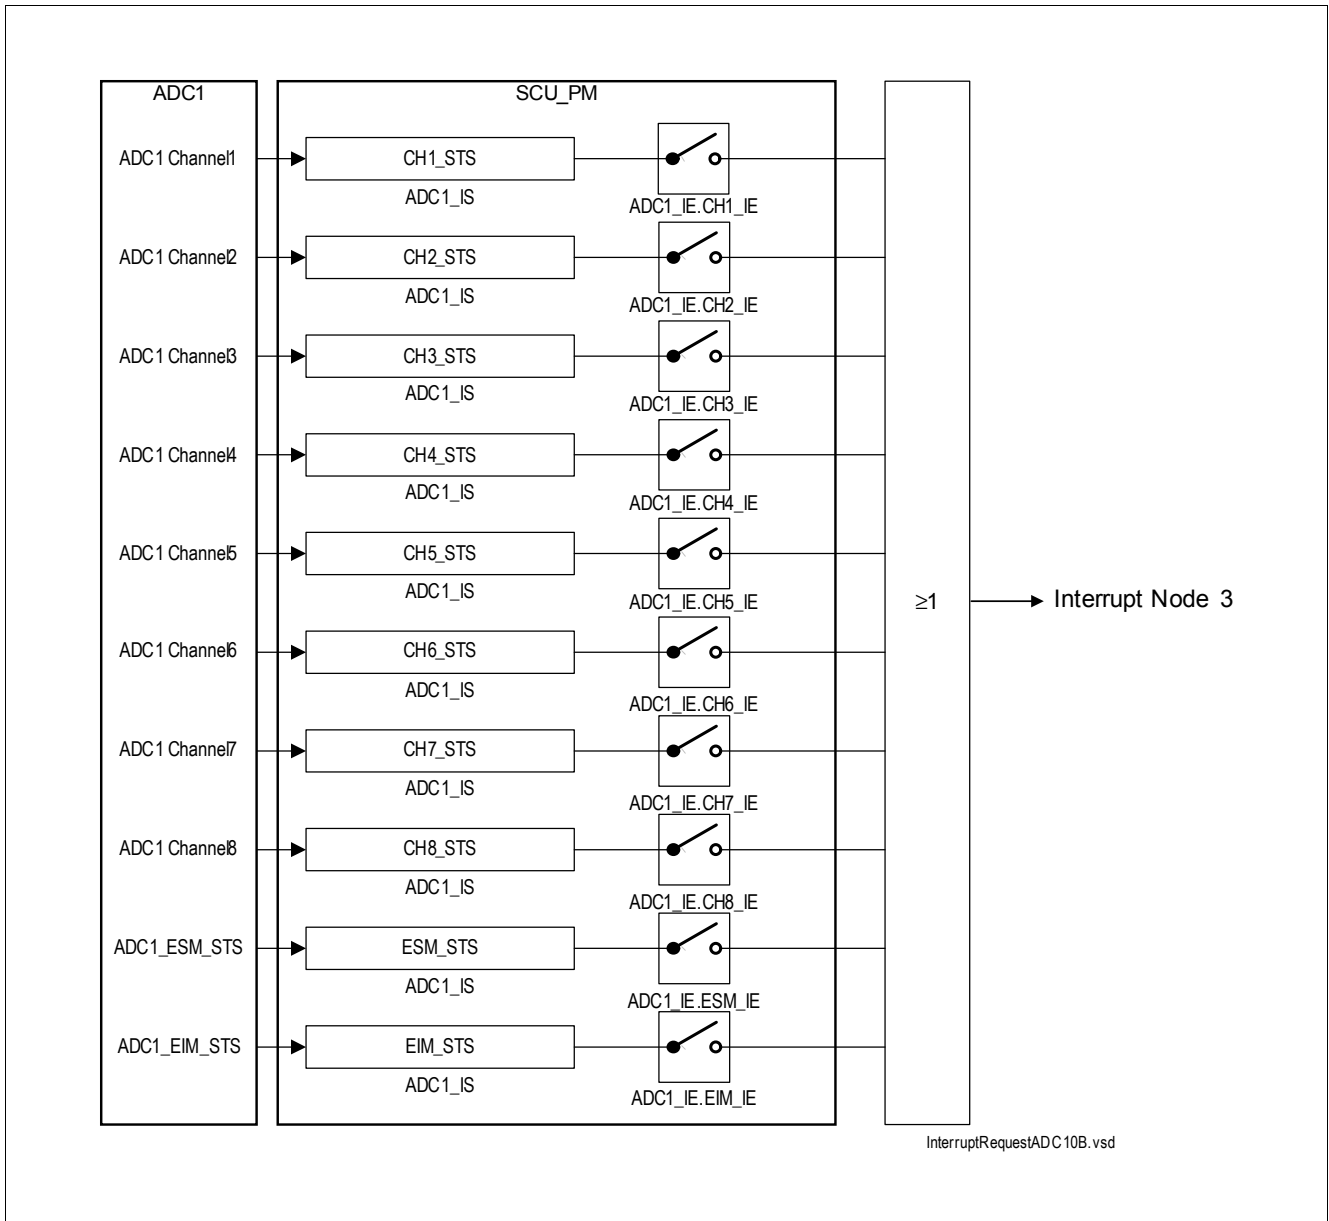 ADC1
SCU_PM
ADC1 Channel1
CH1_STS
ADC1_IS
ADC1_IE.CH1_IE
ADC1 Channel2
CH2_STS
ADC1_IS
ADC1_IE.CH2_IE
ADC1 Channel3
CH3_STS
ADC1_IS
ADC1_IE.CH3_IE
ADC1 Channel4
CH4_STS
ADC1_IS
ADC1_IE.CH4_IE
ADC1 Channel5
CH5_STS
ADC1_IS
ADC1_IE.CH5_IE
≥1
Interrupt Node 3
ADC1 Channel6
CH6_STS
ADC1_IS
ADC1_IE.CH6_IE
ADC1 Channel7
CH7_STS
ADC1_IS
ADC1_IE.CH7_IE
ADC1 Channel8
CH8_STS
ADC1_IS
ADC1_IE.CH8_IE
ADC1_ESM_STS
ESM_STS
ADC1_IS
ADC1_IE.ESM_IE
ADC1_EIM_STS
EIM_STS
ADC1_IS
ADC1_IE.EIM_IE
InterruptRequestADC10B.vsd